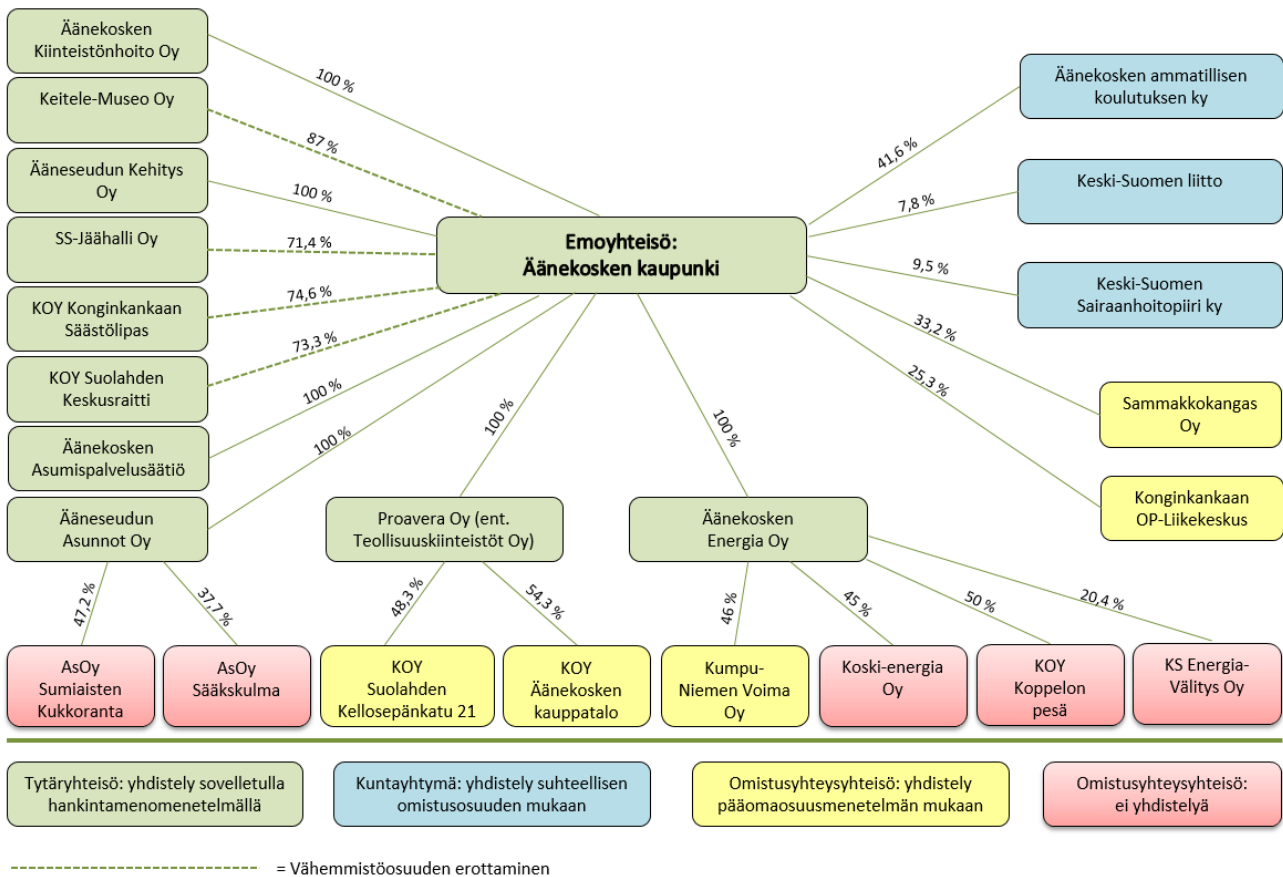 Äänekosken
Kiinteistönhoito Oy
Keitele-Museo Oy
Ääneseudun Kehitys
Oy
SS-Jäähalli Oy
KOY Konginkankaan
Säästölipas
KOY Suolahden
Keskusraitti
Äänekosken
Asumispalvelusäätiö
Ääneseudun
Asunnot Oy
100 %
87 %
100 %
71,4 %
74,6 %
73,3 %
100 %
100 %
100 %
100 %
Emoyhteisö:
Äänekosken kaupunki
41,6 %
7,8 %
9,5 %
33,2 %
25,3 %
Äänekosken ammatillisen
koulutuksen ky
Keski-Suomen liitto
Keski-Suomen
Sairaanhoitopiiri ky
Sammakkokangas
Oy
Konginkankaan
OP-Liikekeskus
Proavera Oy (ent.
Teollisuuskiinteistöt Oy)
Äänekosken
Energia Oy
47,2 %
37,7 %
48,3 %
54,3 %
46 %
45 %
50 %
20,4 %
AsOy
Sumiaisten
Kukkoranta
AsOy
Sääkskulma
KOY
Suolahden
Kellosepänkatu 21
KOY
Äänekosken
kauppatalo
Kumpu-
Niemen Voima
Oy
Koski-energia
Oy
KOY
Koppelon
pesä
KS Energia-
Välitys Oy
Tytäryhteisö: yhdistely sovelletulla
hankintamenomenetelmällä
Kuntayhtymä: yhdistely suhteellisen
omistusosuuden mukaan
Omistusyhteysyhteisö: yhdistely
pääomaosuusmenetelmän mukaan
Omistusyhteysyhteisö:
ei yhdistelyä
= Vähemmistöosuuden erottaminen